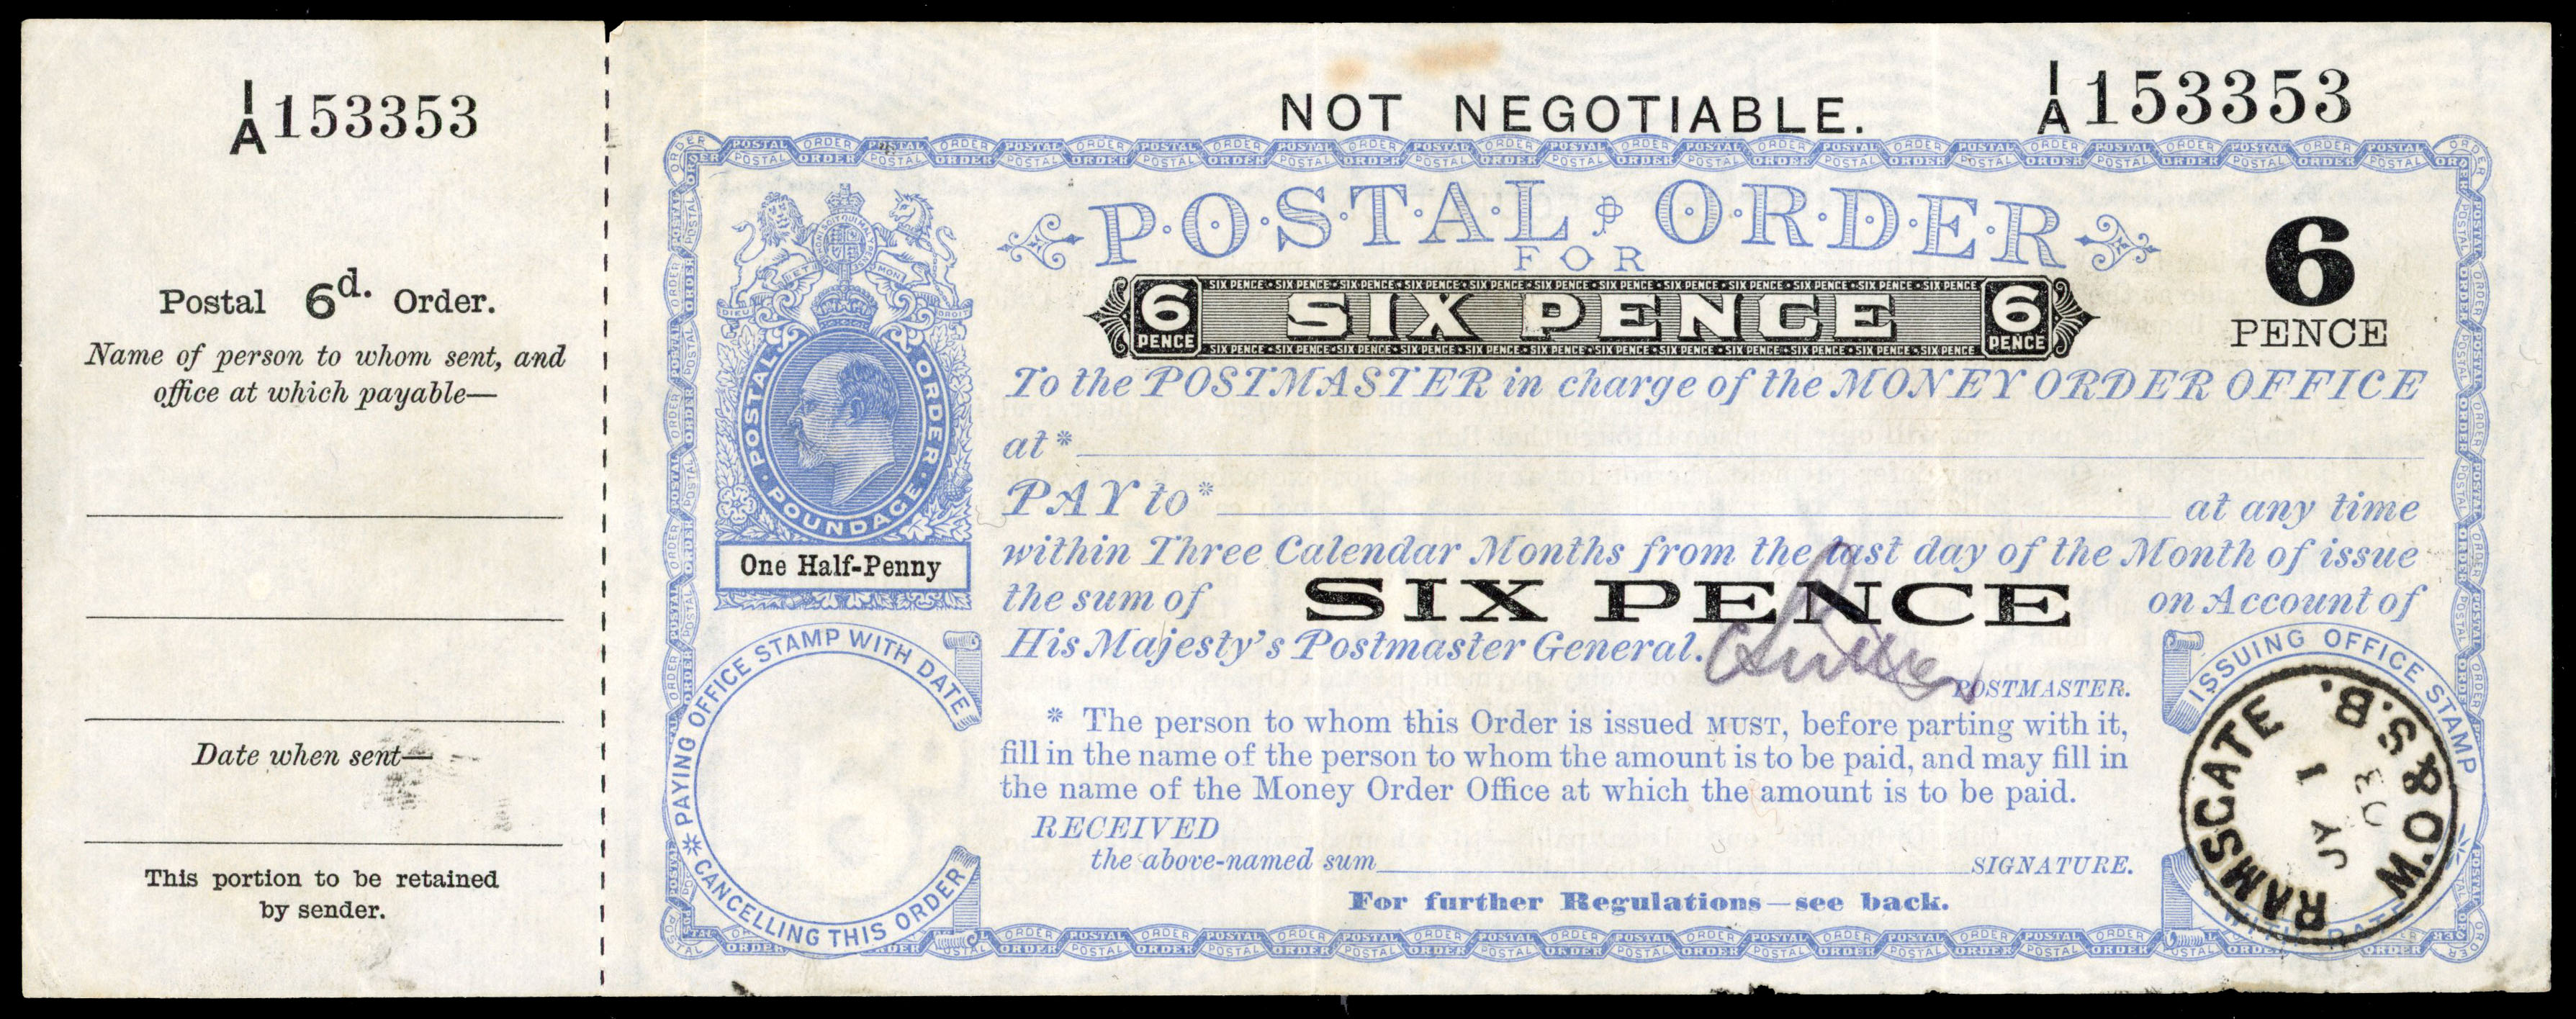 I/A 153353
Postal 6d. Order.
Name of person to whom sent, and
office at which payable—
Date when sent—
This portion to be retained
by sender.
NOT NEGOTIABLE.
I/A 153353
P·O·S·T·A·L ORDER
FOR
6 PENCE SIX PENCE 6 PENCE
6
PENCE
DIEU ET MON DROIT
POSTAL ORDER
POUNDAGE
One Half-Penny
To the POSTMASTER in charge of the MONEY ORDER OFFICE
at*
PAY to* at any time
within Three Calendar Months from the last day of the Month of issue
the sum of SIX PENCE on Account of
His Majesty's Postmaster General.
POSTMASTER.
* The person to whom this Order is issued MUST, before parting with it,
fill in the name of the person to whom the amount is to be paid, and may fill in
the name of the Money Order Office at which the amount is to be paid.
RECEIVED
the above-named sum SIGNATURE.
For further Regulations—see back.
* PAYING OFFICE STAMP WITH DATE
CANCELLING THIS ORDER
ISSUING OFFICE STAMP
WITH DATE
RAMSGATE
M.O & S.B.
JY 1
03